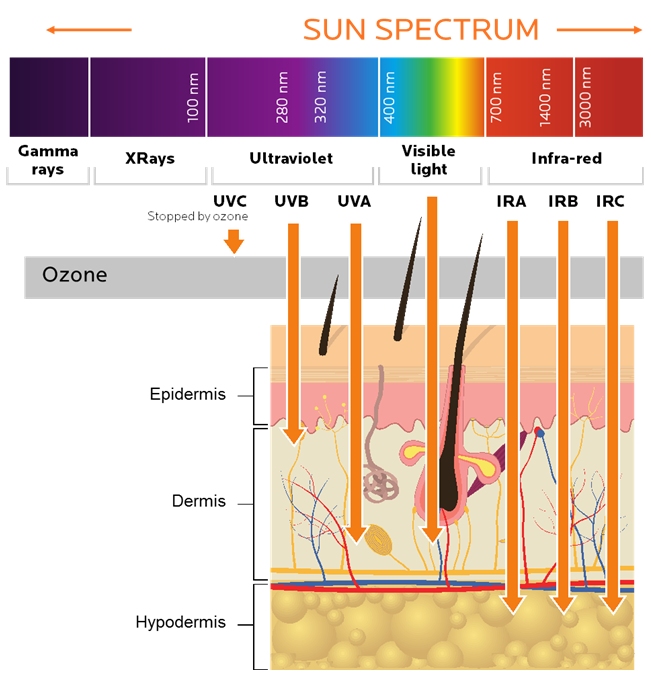 SUN SPECTRUM
100 nm
280 nm
320 nm
400 nm
700 nm
1400 nm
3000 nm
Gamma
rays
XRays
Ultraviolet
Visible
light
Infra-red
UVC
UVB
UVA
IRA
IRB
IRC
Stopped by ozone
Ozone
Epidermis
Dermis
Hypodermis